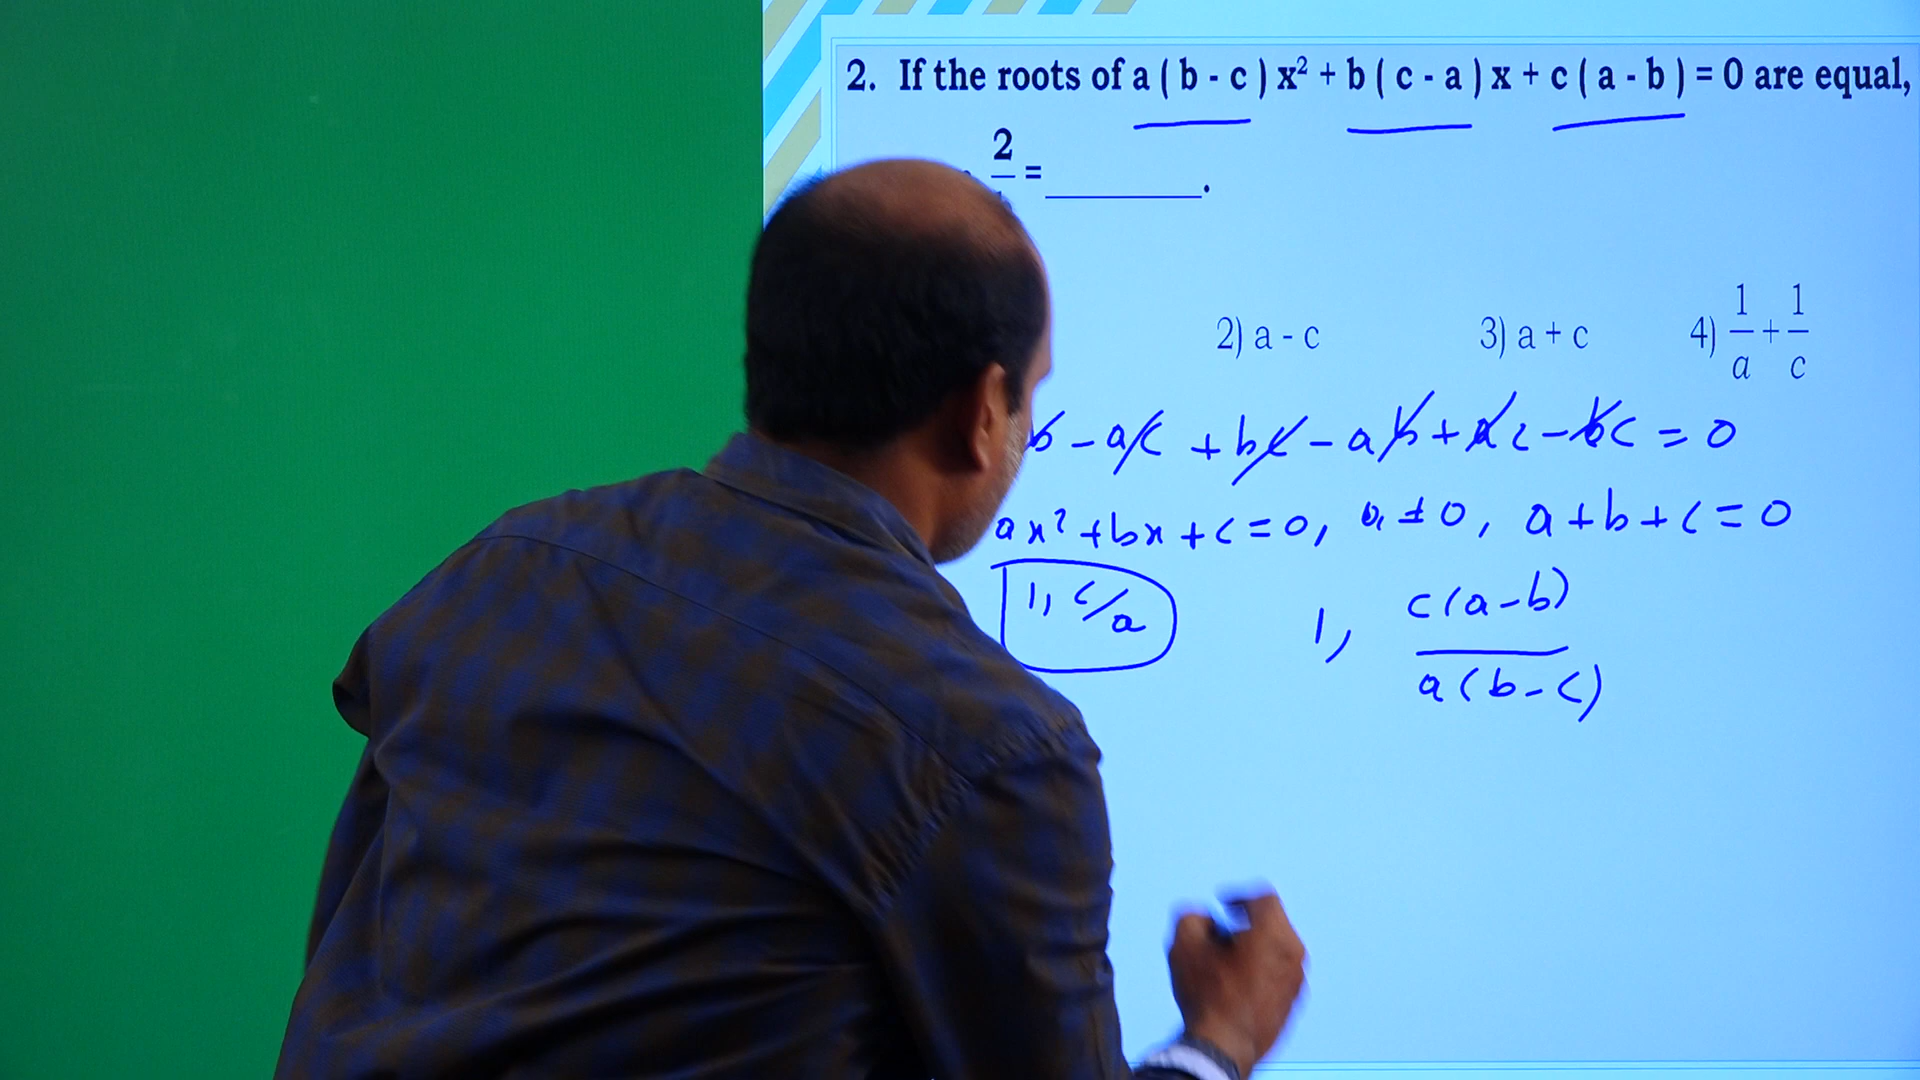 2. If the roots of a ( b - c ) x² + b ( c - a ) x + c ( a - b ) = 0 are equal,
2 = ________.
2) a - c 3) a + c 4) 1/a + 1/c
b - ac + bc - ab + ac - bc = 0
ax² + bx + c = 0, a ≠ 0, a + b + c = 0
1, c/a 1, c(a-b)/a(b-c)